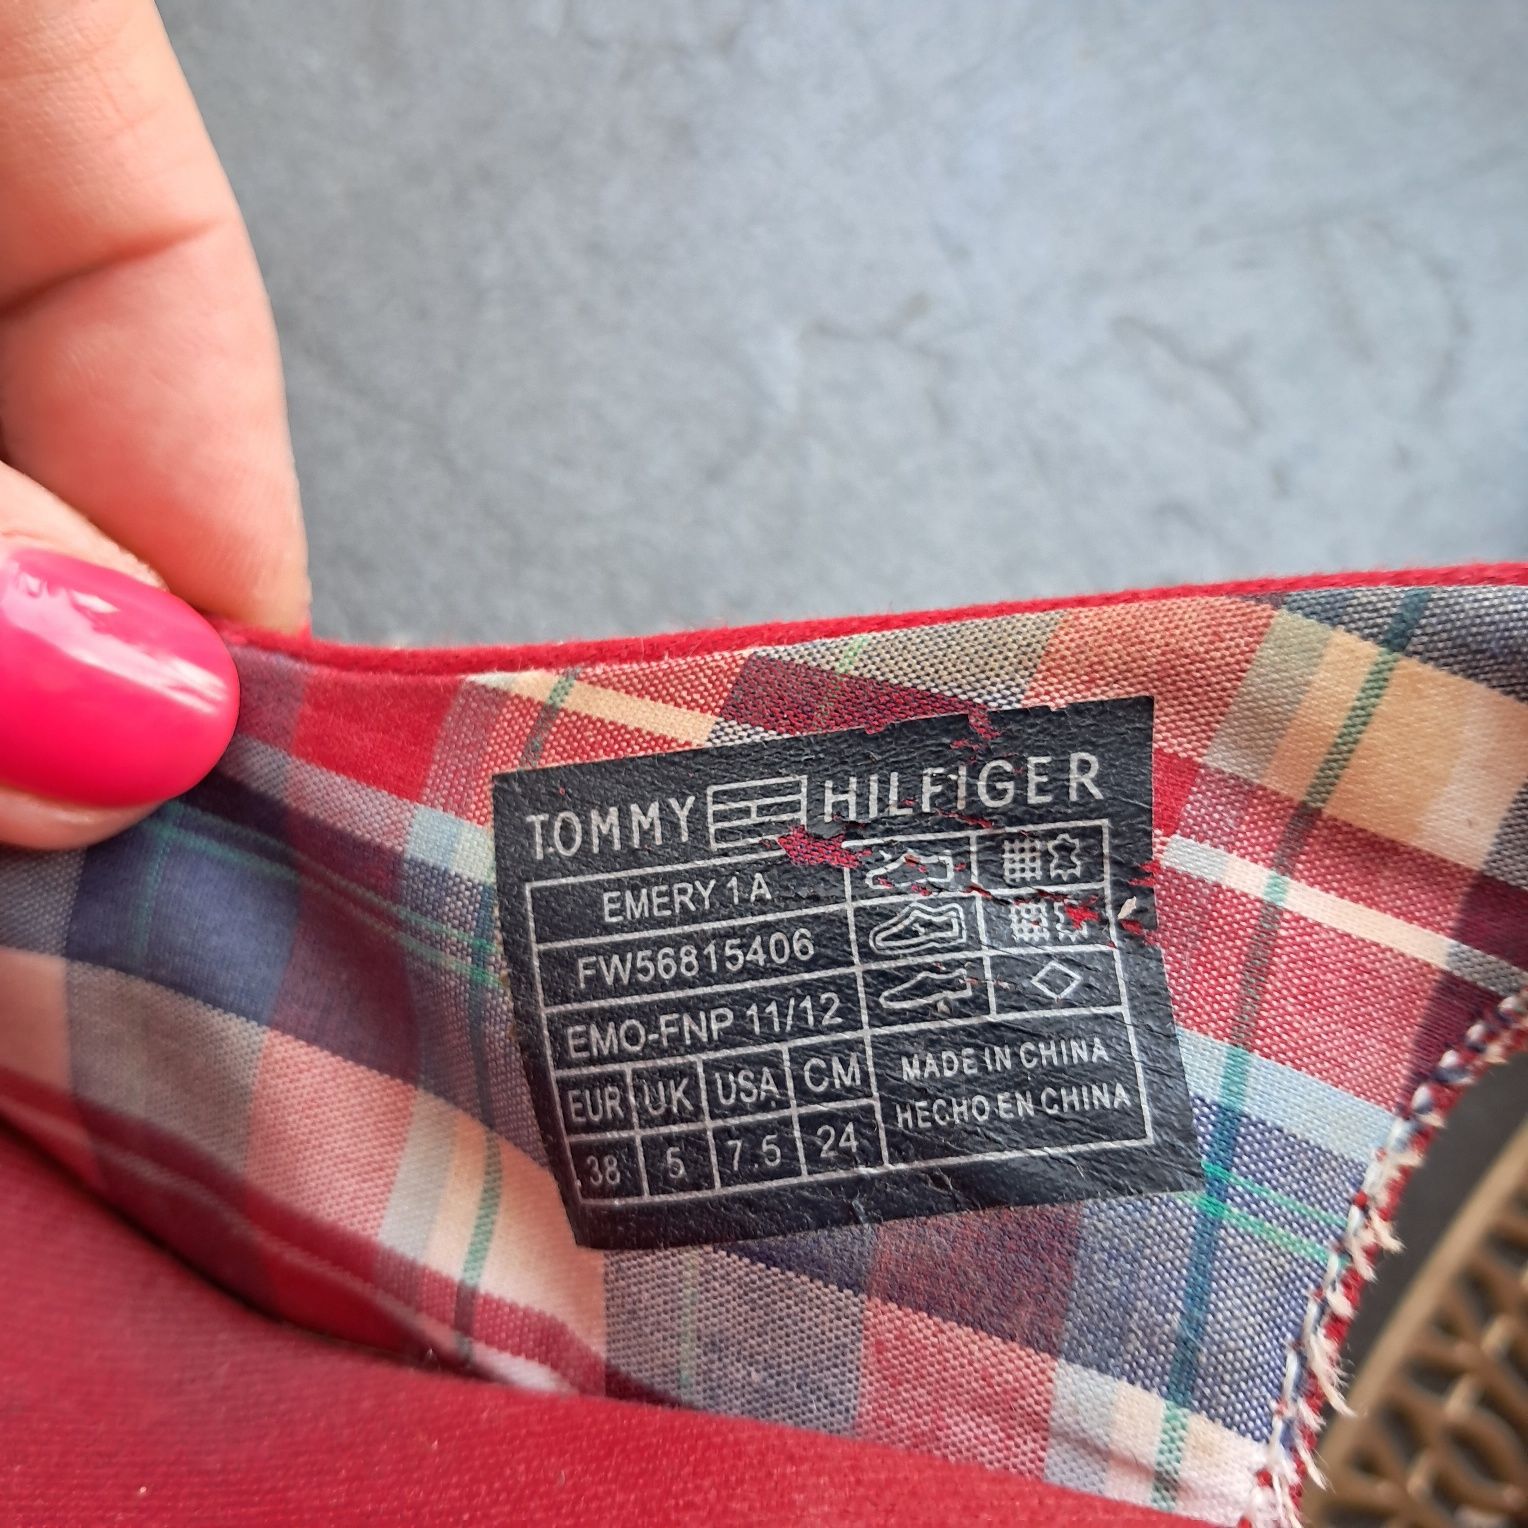 TOMMY HILFIGER
EMERY 1A
FW56815406
EMO-FNP 11/12
EUR UK USA CM
38 5 7.5 24
MADE IN CHINA
HECHO EN CHINA